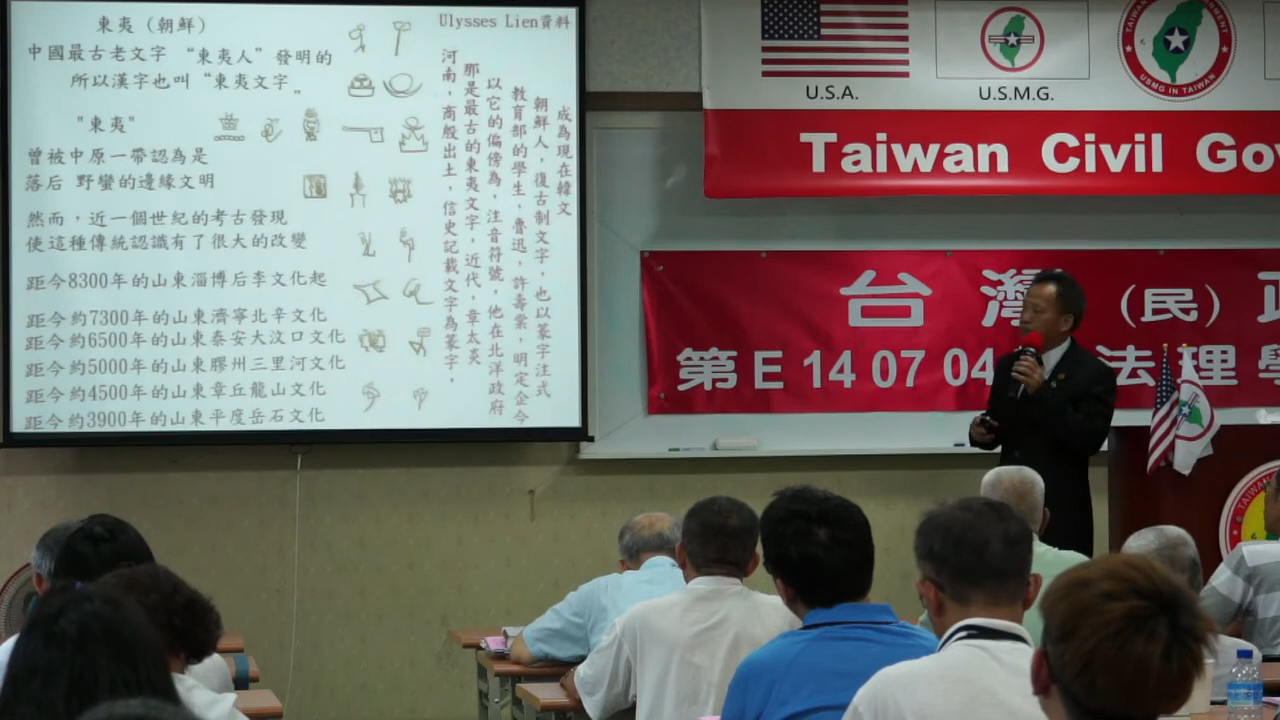 東夷（朝鮮）
中國最古老文字 “東夷人” 發明的
所以漢字也叫 “東夷文字"
"東夷"
曾被中原一帶認為是
落后 野蠻的邊緣文明
然而，近一個世紀的考古發現
使這種傳統認識有了很大的改變
距今8300年的山東淄博后李文化起
距今約7300年的山東濟寧北辛文化
距今約6500年的山東泰安大汶口文化
距今約5000年的山東膠州三里河文化
距今約4500年的山東章丘龍山文化
距今約3900年的山東平度岳石文化
Ulysses Lien資料
河南，商殷出土，信史記載文字為篆字，
那是最古的東夷文字，近代，章太炎
以它的偏傍為，注音符號，他在北洋政府
教育部的學生，魯迅，許壽棠，明定企今
朝鮮人，復古制文字，也以篆字注式
成為現在韓文
U.S.A.
U.S.M.G.
USMG IN TAIWAN
Taiwan Civil Go
台灣（民）政
第E 14 07 04 法理學